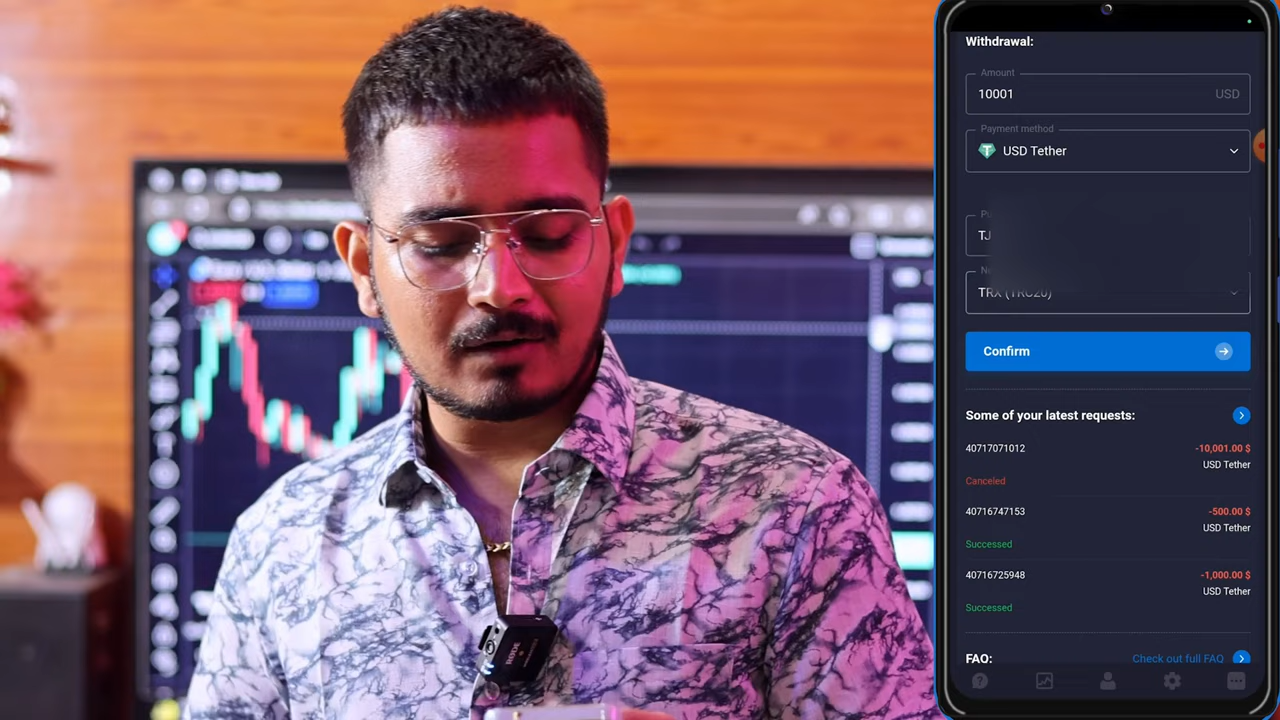 Withdrawal:
Amount
10001 USD
Payment method
USD Tether
TJ
TRX (TRC20)
Confirm
Some of your latest requests:
40717071012 -10,001.00 $
USD Tether
Canceled
40716747153 -500.00 $
USD Tether
Successed
40716725948 -1,000.00 $
USD Tether
Successed
FAQ: Check out full FAQ
RODE